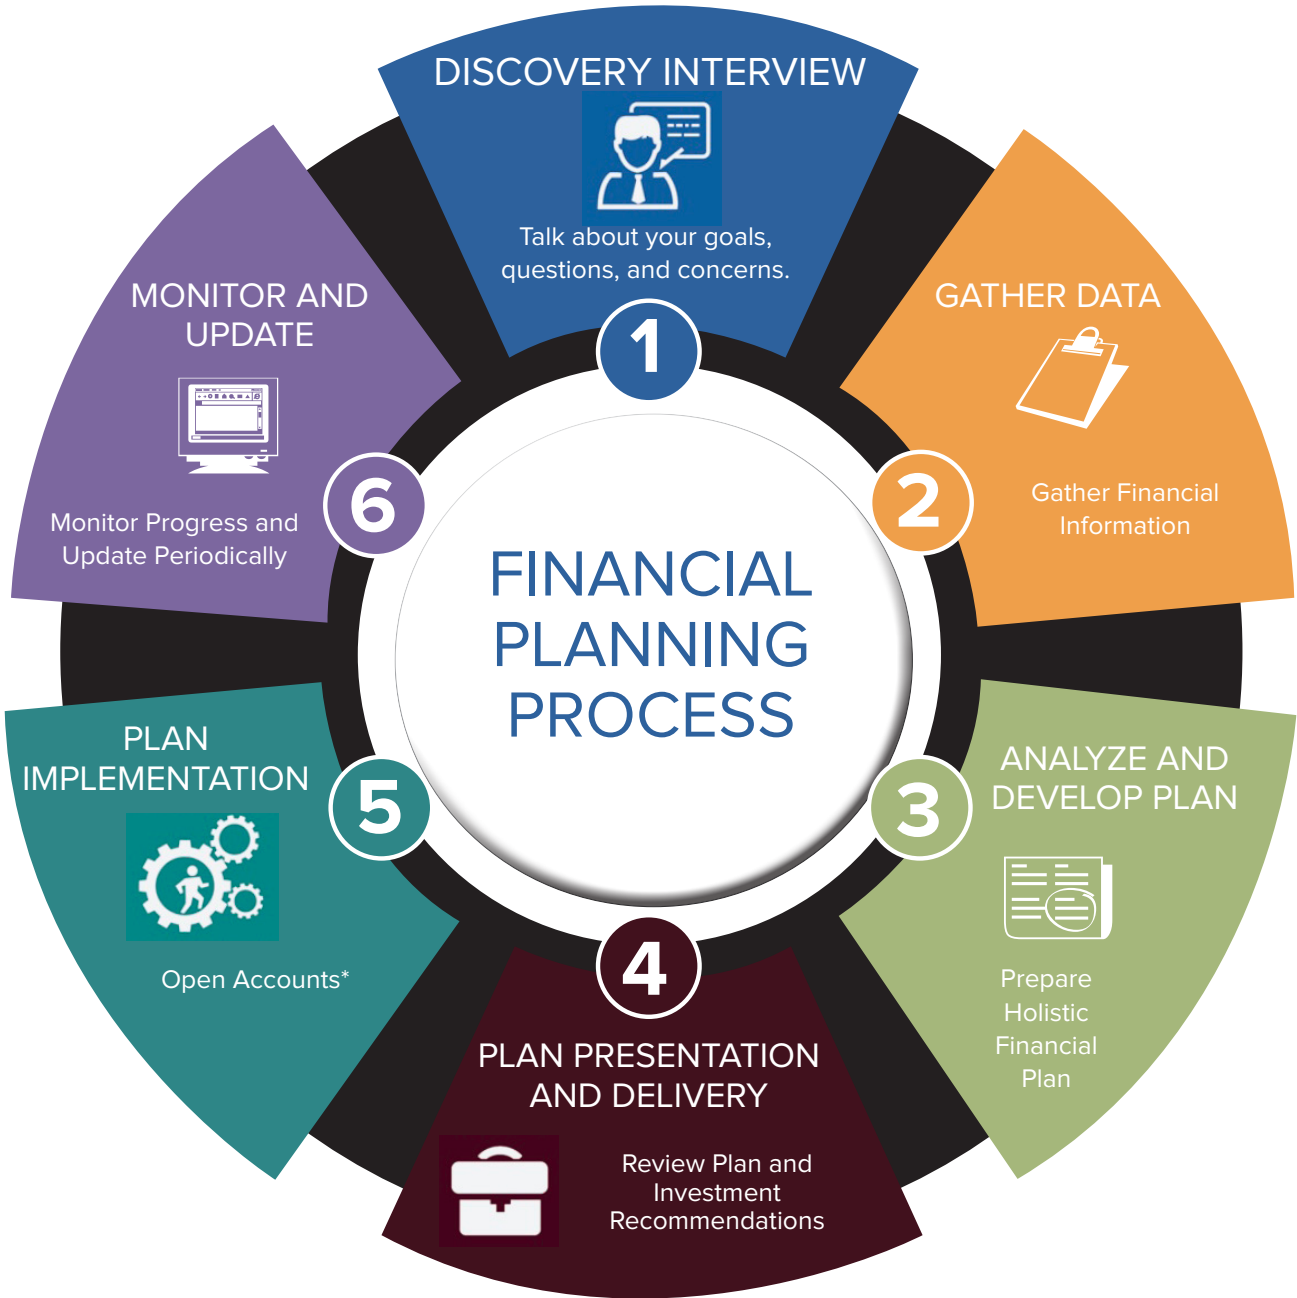 DISCOVERY INTERVIEW
Talk about your goals,
questions, and concerns.
1
GATHER DATA
Gather Financial
Information
2
ANALYZE AND
DEVELOP PLAN
Prepare
Holistic
Financial
Plan
3
4
PLAN PRESENTATION
AND DELIVERY
Review Plan and
Investment
Recommendations
PLAN
IMPLEMENTATION
Open Accounts*
5
MONITOR AND
UPDATE
Monitor Progress and
Update Periodically
6
FINANCIAL
PLANNING
PROCESS